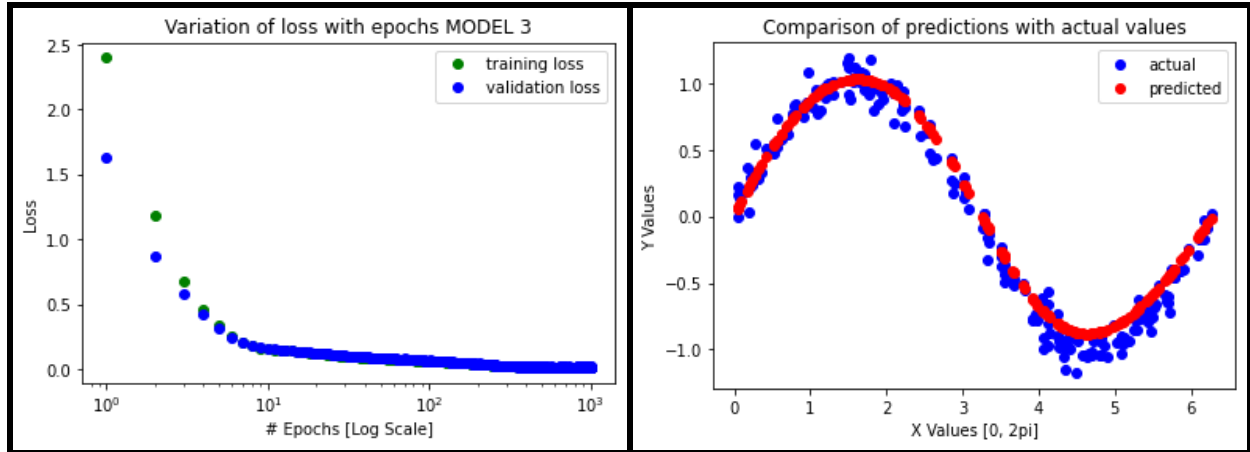 Variation of loss with epochs MODEL 3
2.5
2.0
1.5
1.0
0.5
0.0
Loss
training loss
validation loss
10⁰
10¹
10²
10³
# Epochs [Log Scale]
Comparison of predictions with actual values
1.0
0.5
0.0
−0.5
−1.0
Y Values
actual
predicted
0
1
2
3
4
5
6
X Values [0, 2pi]